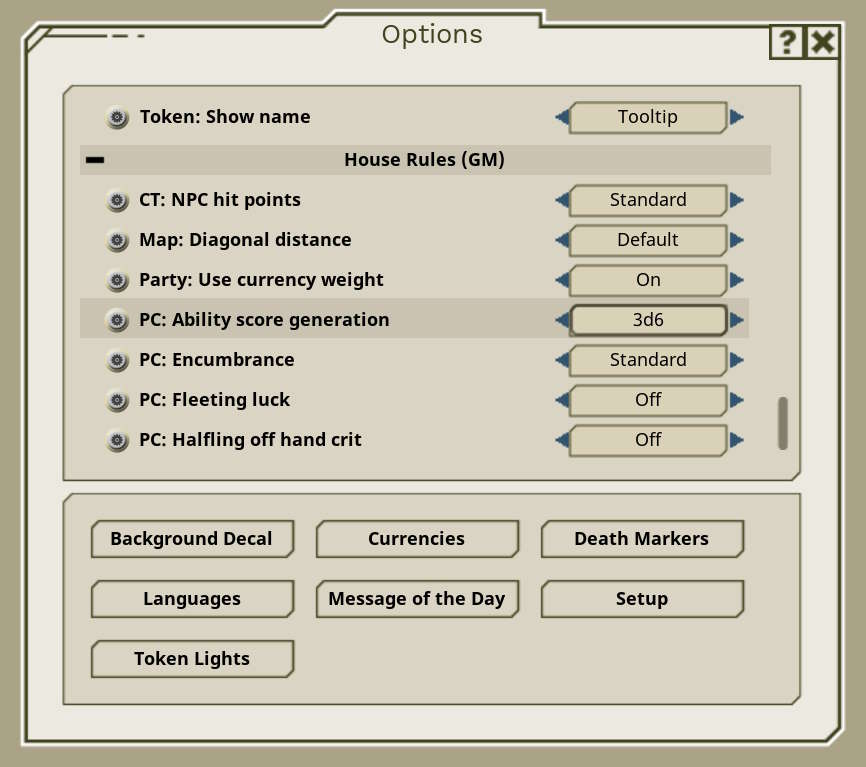 Options
?
Token: Show name Tooltip
House Rules (GM)
CT: NPC hit points Standard
Map: Diagonal distance Default
Party: Use currency weight On
PC: Ability score generation 3d6
PC: Encumbrance Standard
PC: Fleeting luck Off
PC: Halfling off hand crit Off
Background Decal Currencies Death Markers
Languages Message of the Day Setup
Token Lights